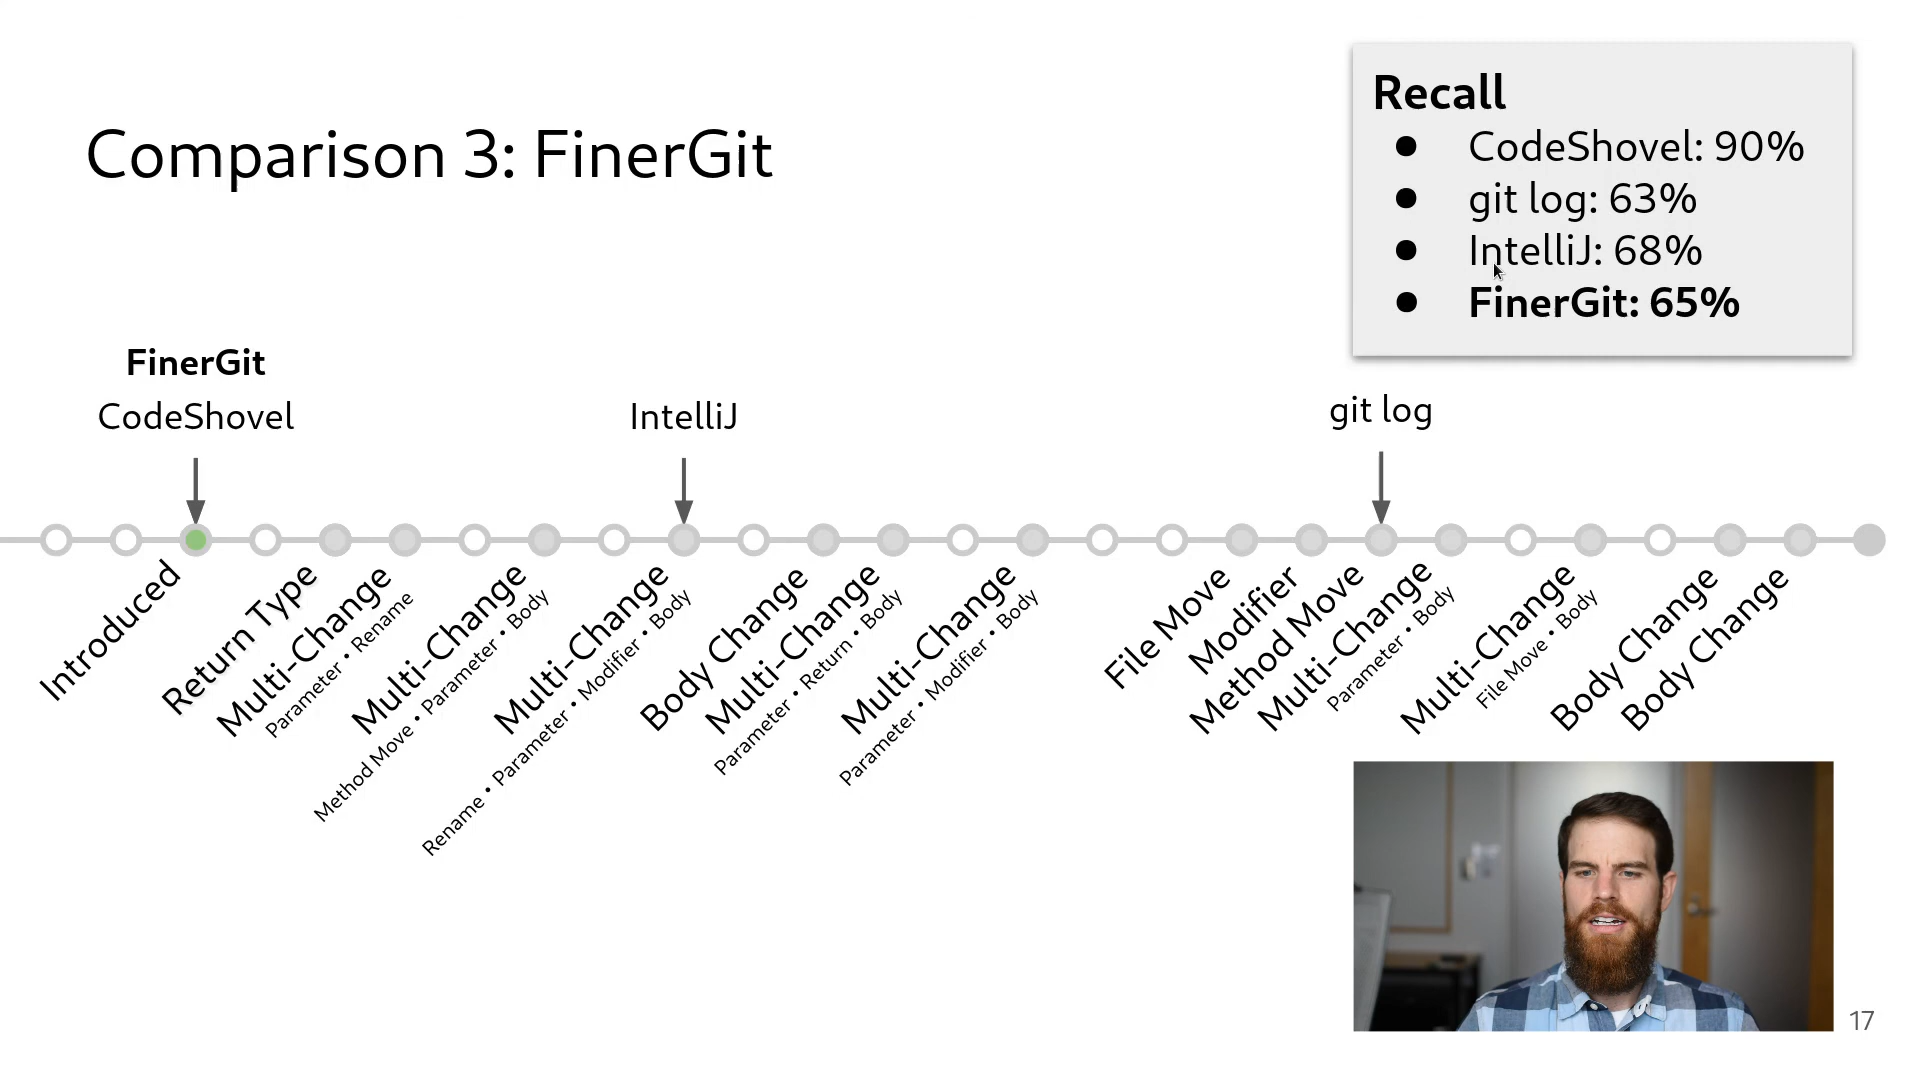 Comparison 3: FinerGit
Recall
● CodeShovel: 90%
● git log: 63%
● IntelliJ: 68%
● FinerGit: 65%
FinerGit
CodeShovel
IntelliJ
git log
Introduced
Return Type
Multi-Change
Parameter • Rename
Multi-Change
Method Move • Parameter • Body
Multi-Change
Rename • Parameter • Modifier • Body
Body Change
Multi-Change
Parameter • Return • Body
Multi-Change
Parameter • Modifier • Body
File Move
Modifier
Method Move
Multi-Change
Parameter • Body
Multi-Change
File Move • Body
Body Change
Body Change
17